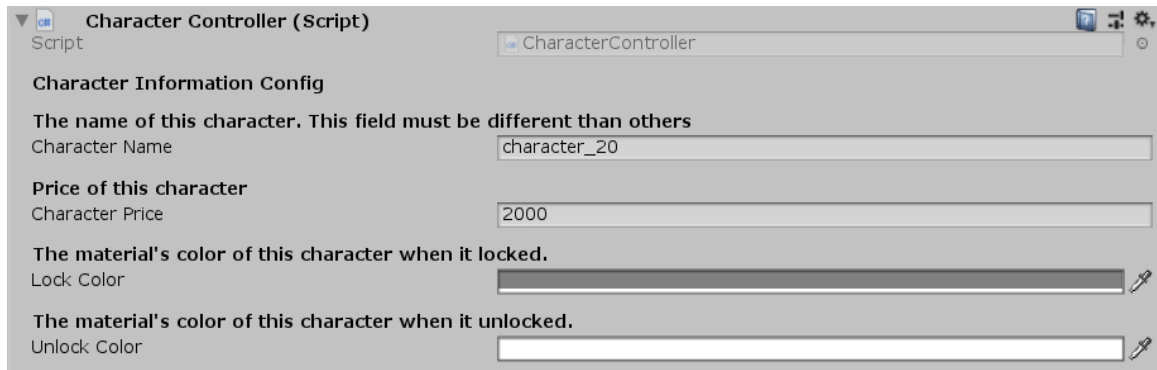 Character Controller (Script)
Script CharacterController
Character Information Config
The name of this character. This field must be different than others
Character Name character_20
Price of this character
Character Price 2000
The material's color of this character when it locked.
Lock Color
The material's color of this character when it unlocked.
Unlock Color